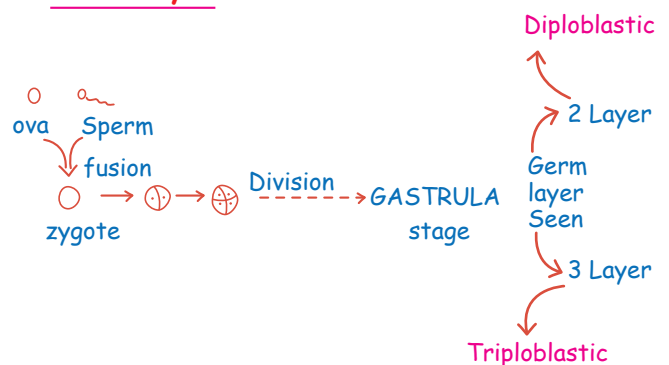 Diploblastic
2 Layer
ova Sperm
fusion
Division
Germ
layer
Seen
GASTRULA
stage
zygote
3 Layer
Triploblastic